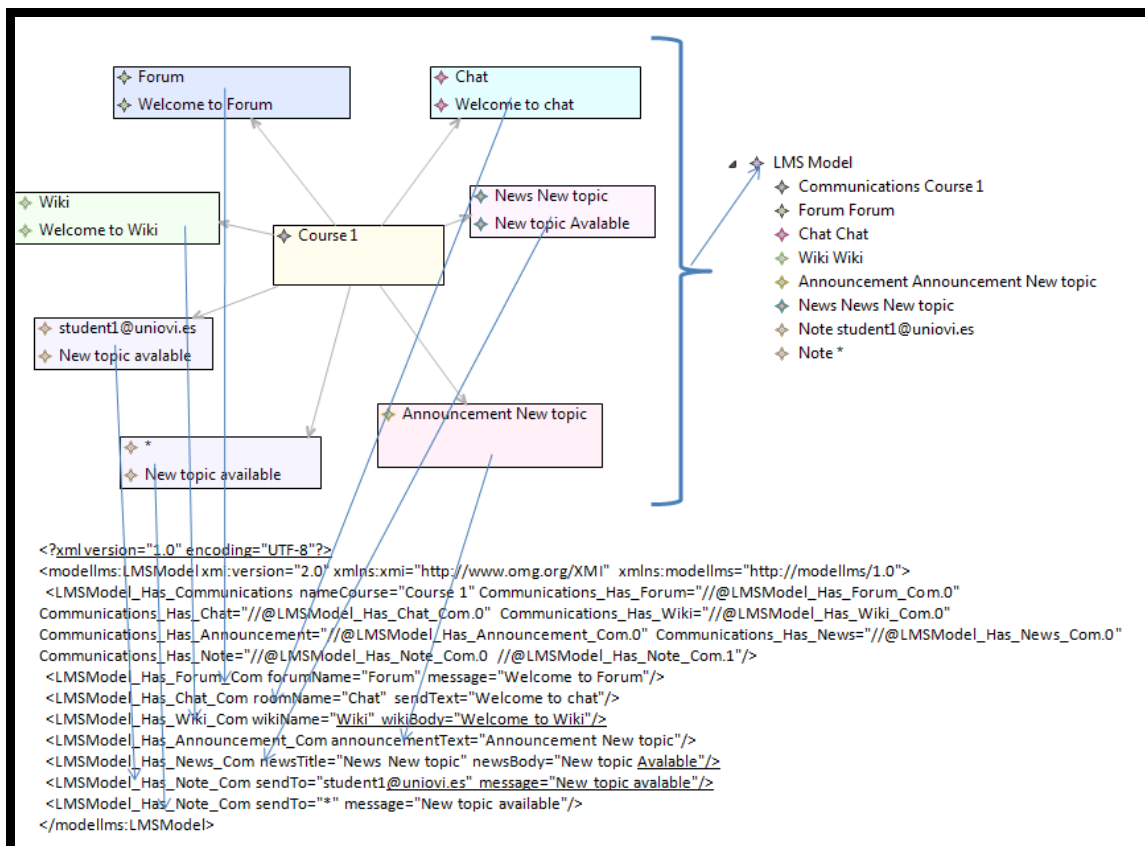 Forum
Welcome to Forum
Chat
Welcome to chat
Wiki
Welcome to Wiki
News New topic
New topic Avalable
Course 1
student1@uniovi.es
New topic avalable
Announcement New topic
*
New topic available
LMS Model
Communications Course 1
Forum Forum
Chat Chat
Wiki Wiki
Announcement Announcement New topic
News News New topic
Note student1@uniovi.es
Note *
<?xml version="1.0" encoding="UTF-8"?>
<modellms:LMSModel xmi:version="2.0" xmlns:xmi="http://www.omg.org/XMI" xmlns:modellms="http://modellms/1.0">
<LMSModel_Has_Communications nameCourse="Course 1" Communications_Has_Forum="//@LMSModel_Has_Forum_Com.0"
Communications_Has_Chat="//@LMSModel_Has_Chat_Com.0" Communications_Has_Wiki="//@LMSModel_Has_Wiki_Com.0"
Communications_Has_Announcement="//@LMSModel_Has_Announcement_Com.0" Communications_Has_News="//@LMSModel_Has_News_Com.0"
Communications_Has_Note="//@LMSModel_Has_Note_Com.0 //@LMSModel_Has_Note_Com.1"/>
<LMSModel_Has_Forum_Com forumName="Forum" message="Welcome to Forum"/>
<LMSModel_Has_Chat_Com roomName="Chat" sendText="Welcome to chat"/>
<LMSModel_Has_Wiki_Com wikiName="Wiki" wikiBody="Welcome to Wiki"/>
<LMSModel_Has_Announcement_Com announcementText="Announcement New topic"/>
<LMSModel_Has_News_Com newsTitle="News New topic" newsBody="New topic Avalable"/>
<LMSModel_Has_Note_Com sendTo="student1@uniovi.es" message="New topic avalable"/>
<LMSModel_Has_Note_Com sendTo="*" message="New topic available"/>
</modellms:LMSModel>